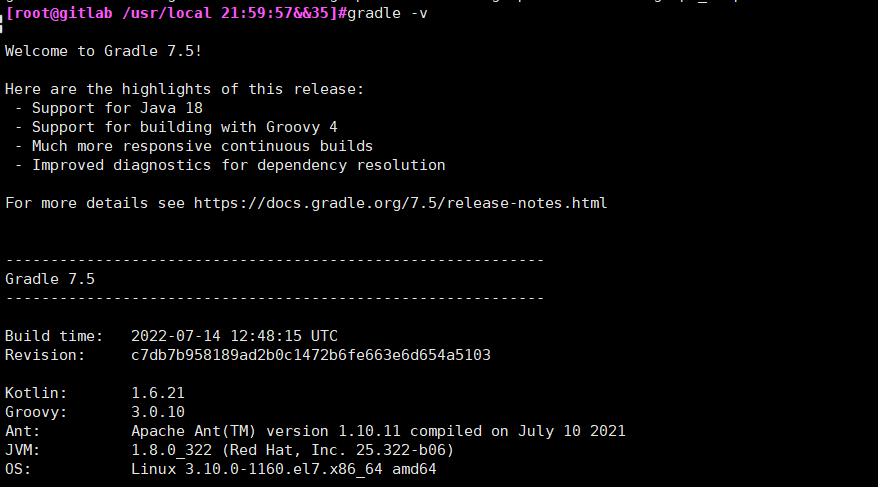 [root@gitlab /usr/local 21:59:57&&35]#gradle -v
Welcome to Gradle 7.5!
Here are the highlights of this release:
- Support for Java 18
- Support for building with Groovy 4
- Much more responsive continuous builds
- Improved diagnostics for dependency resolution
For more details see https://docs.gradle.org/7.5/release-notes.html
------------------------------------------------------------
Gradle 7.5
------------------------------------------------------------
Build time:   2022-07-14 12:48:15 UTC
Revision:     c7db7b958189ad2b0c1472b6fe663e6d654a5103
Kotlin:       1.6.21
Groovy:       3.0.10
Ant:          Apache Ant(TM) version 1.10.11 compiled on July 10 2021
JVM:          1.8.0_322 (Red Hat, Inc. 25.322-b06)
OS:           Linux 3.10.0-1160.el7.x86_64 amd64